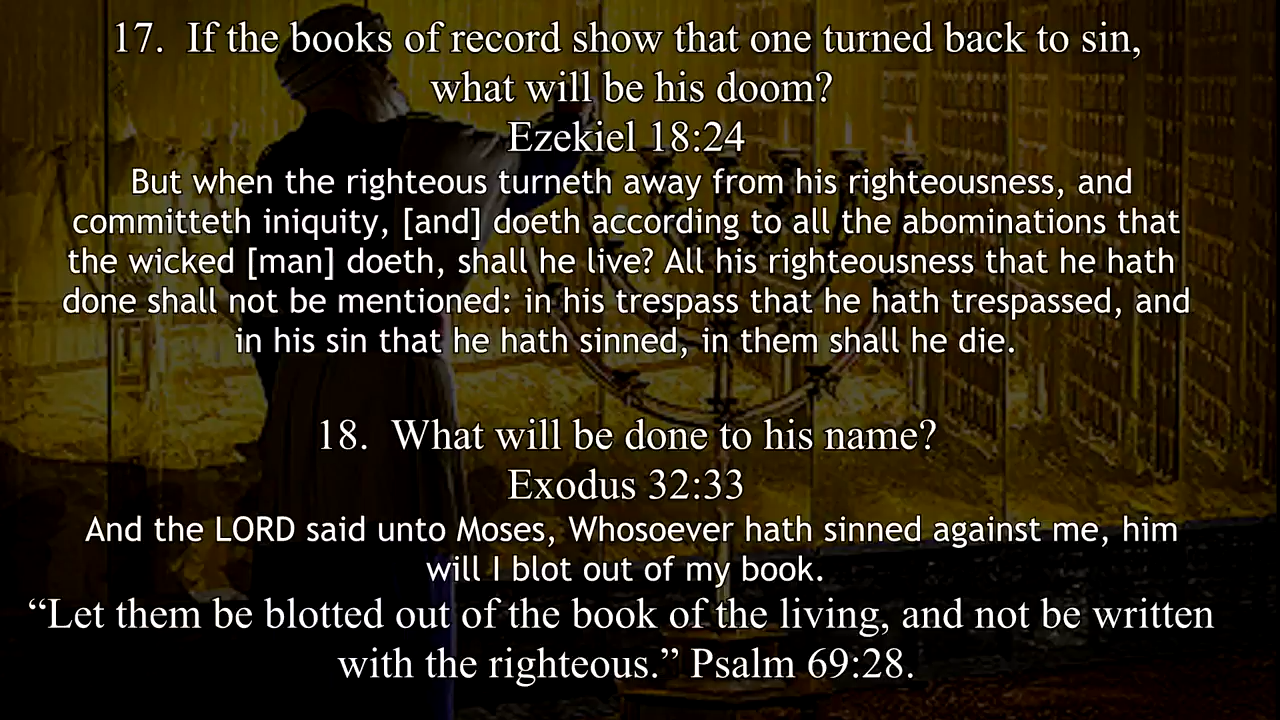 17. If the books of record show that one turned back to sin,
what will be his doom?
Ezekiel 18:24
But when the righteous turneth away from his righteousness, and
committeth iniquity, [and] doeth according to all the abominations that
the wicked [man] doeth, shall he live? All his righteousness that he hath
done shall not be mentioned: in his trespass that he hath trespassed, and
in his sin that he hath sinned, in them shall he die.
18. What will be done to his name?
Exodus 32:33
And the LORD said unto Moses, Whosoever hath sinned against me, him
will I blot out of my book.
“Let them be blotted out of the book of the living, and not be written
with the righteous.” Psalm 69:28.